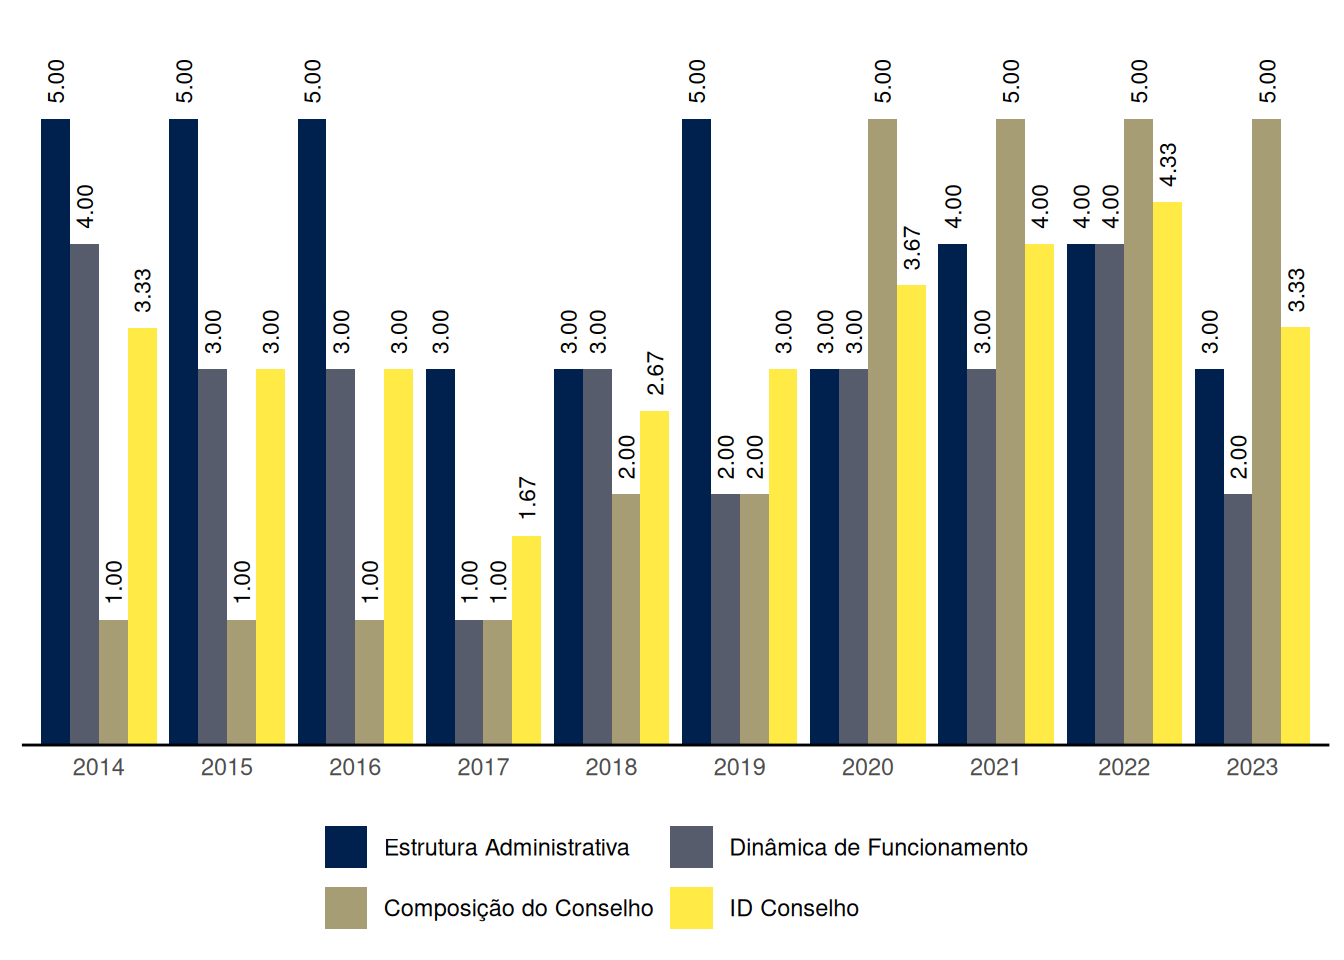 5.00 4.00 1.00 3.33 5.00 3.00 1.00 3.00 5.00 3.00 1.00 3.00 3.00 1.00 1.00 1.67 3.00 3.00 2.00 2.67 5.00 2.00 2.00 3.00 3.00 3.00 5.00 3.67 4.00 3.00 5.00 4.00 4.00 4.00 5.00 4.33 3.00 2.00 5.00 3.33
2014 2015 2016 2017 2018 2019 2020 2021 2022 2023
Estrutura Administrativa Dinâmica de Funcionamento
Composição do Conselho ID Conselho